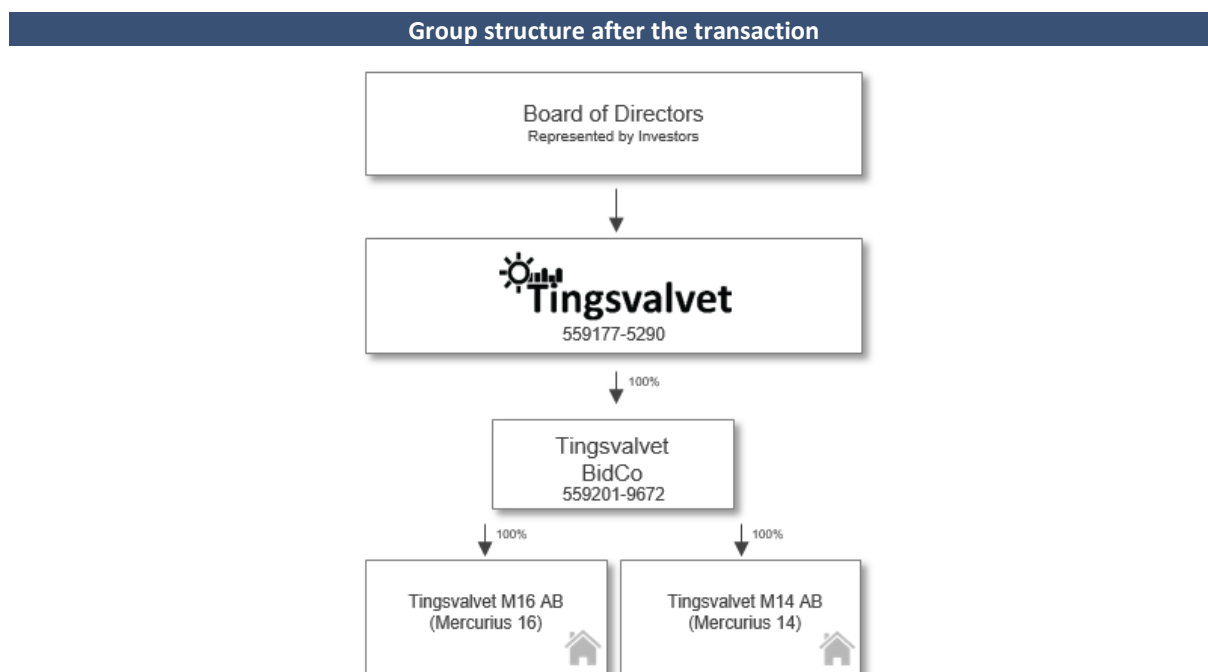 Group structure after the transaction
Board of Directors
Represented by Investors
Tingsvalvet
559177-5290
100%
Tingsvalvet
BidCo
559201-9672
100%
100%
Tingsvalvet M16 AB
(Mercurius 16)
Tingsvalvet M14 AB
(Mercurius 14)